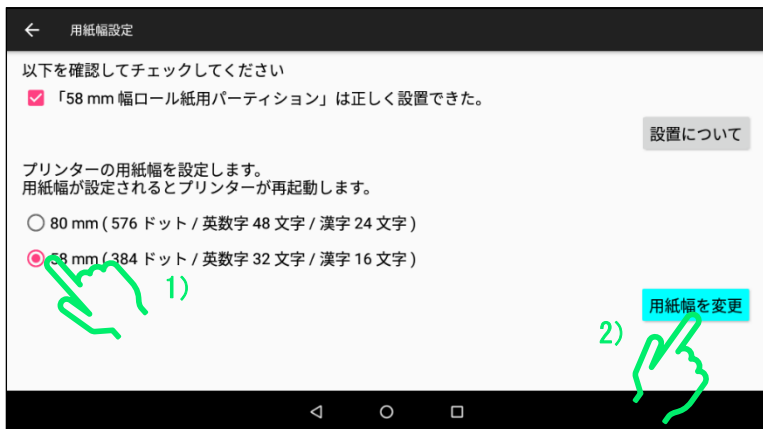 用紙幅設定
以下を確認してチェックしてください
「58 mm 幅ロール紙用パーティション」は正しく設置できた。
設置について
プリンターの用紙幅を設定します。
用紙幅が設定されるとプリンターが再起動します。
80 mm ( 576 ドット / 英数字 48 文字 / 漢字 24 文字 )
58 mm ( 384 ドット / 英数字 32 文字 / 漢字 16 文字 )
1)
用紙幅を変更
2)